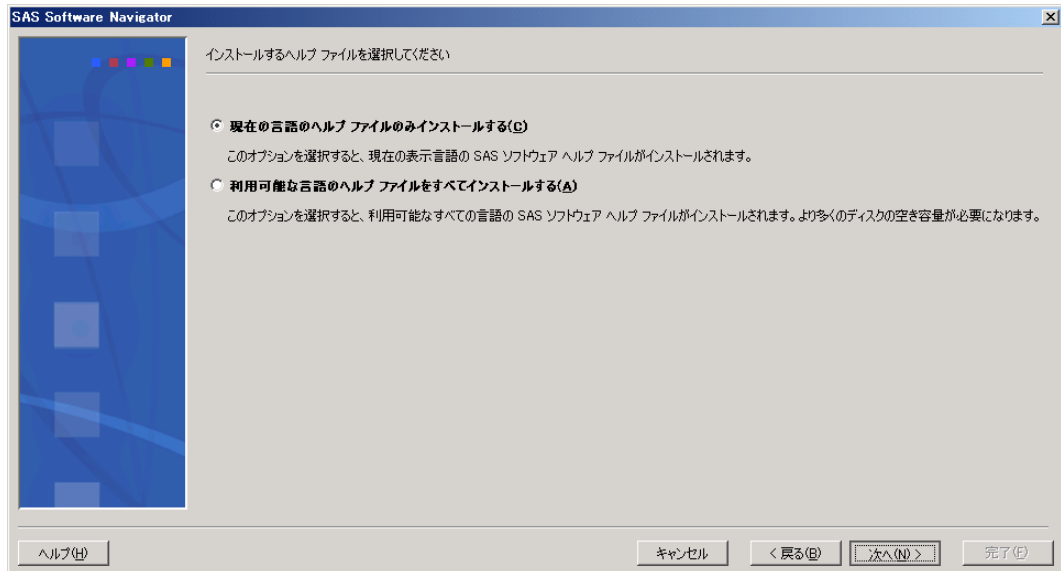 SAS Software Navigator
インストールするヘルプ ファイルを選択してください
現在の言語のヘルプ ファイルのみインストールする(C)
このオプションを選択すると、現在の表示言語の SAS ソフトウェア ヘルプ ファイルがインストールされます。
利用可能な言語のヘルプ ファイルをすべてインストールする(A)
このオプションを選択すると、利用可能なすべての言語の SAS ソフトウェア ヘルプ ファイルがインストールされます。より多くのディスクの空き容量が必要になります。
ヘルプ(H)
キャンセル
< 戻る(B)
次へ(N) >
完了(F)